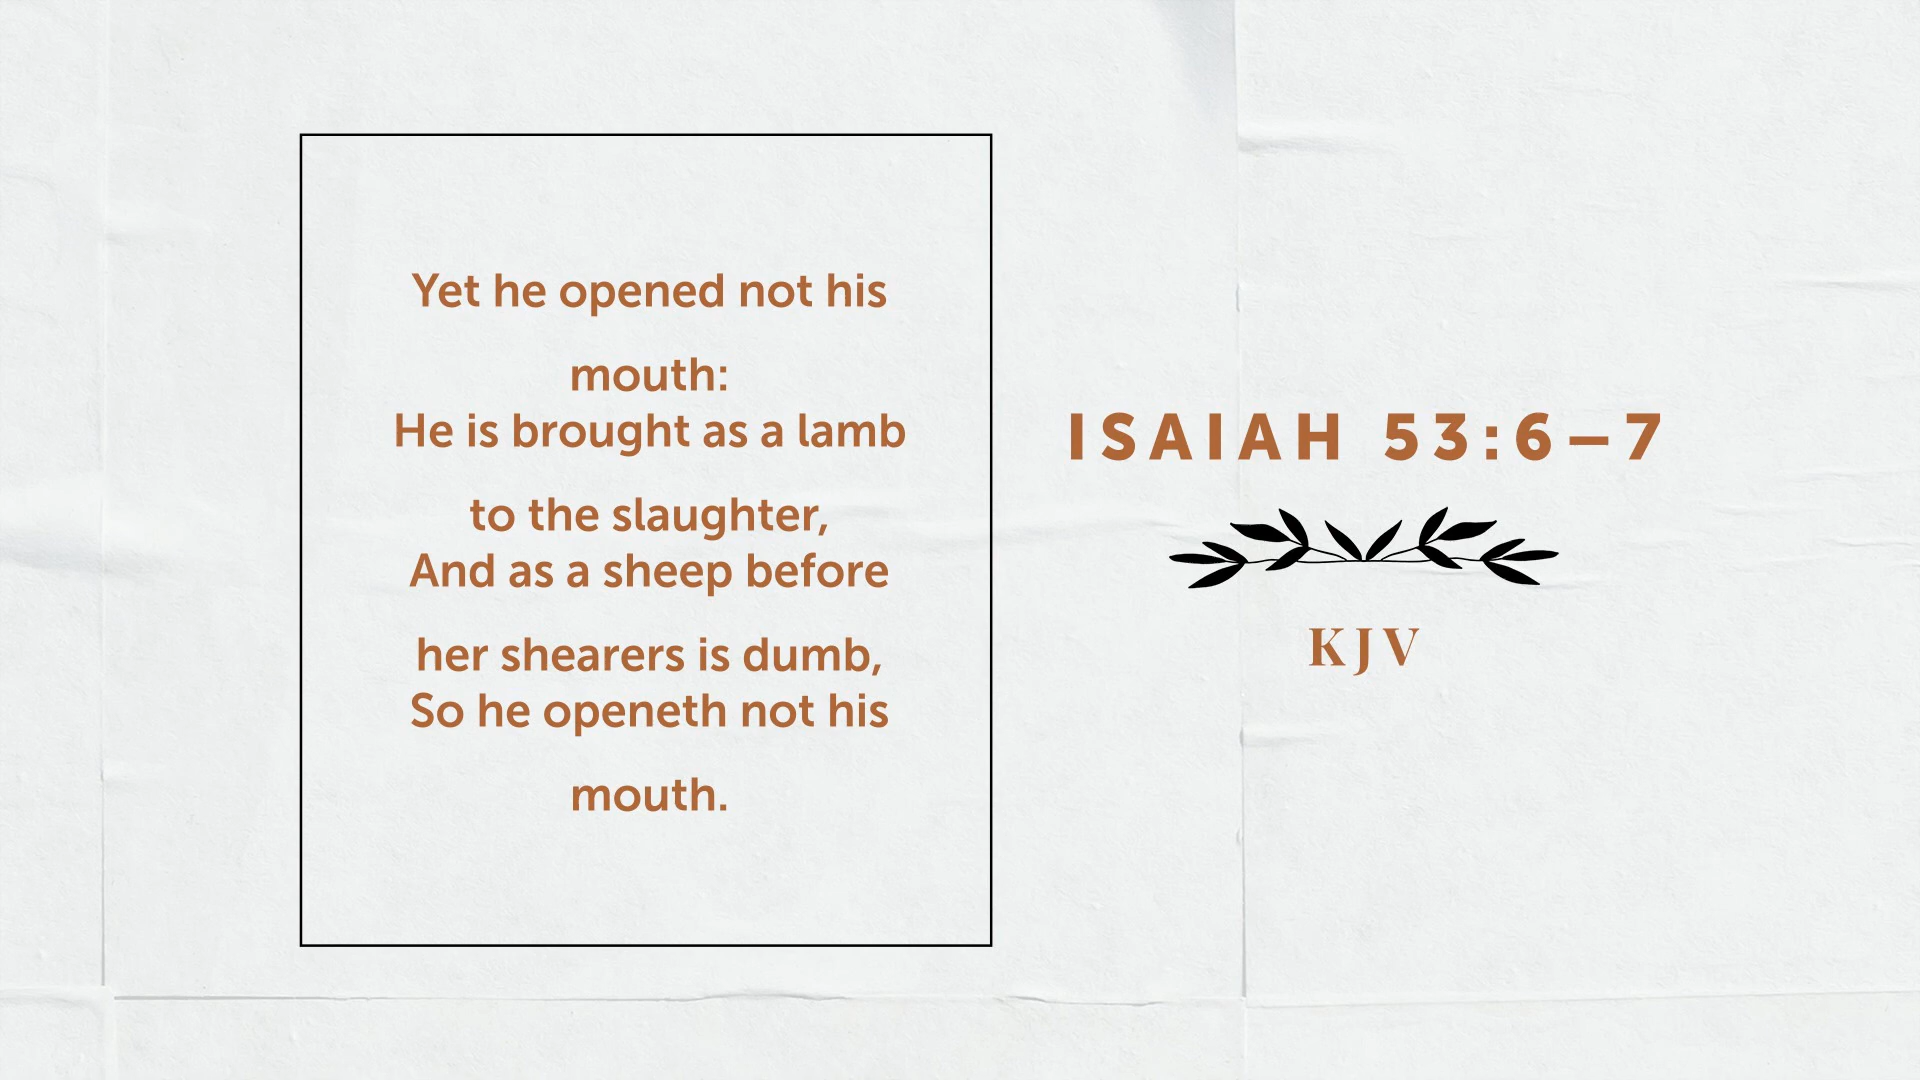 Yet he opened not his
mouth:
He is brought as a lamb
to the slaughter,
And as a sheep before
her shearers is dumb,
So he openeth not his
mouth.
ISAIAH 53:6–7
KJV